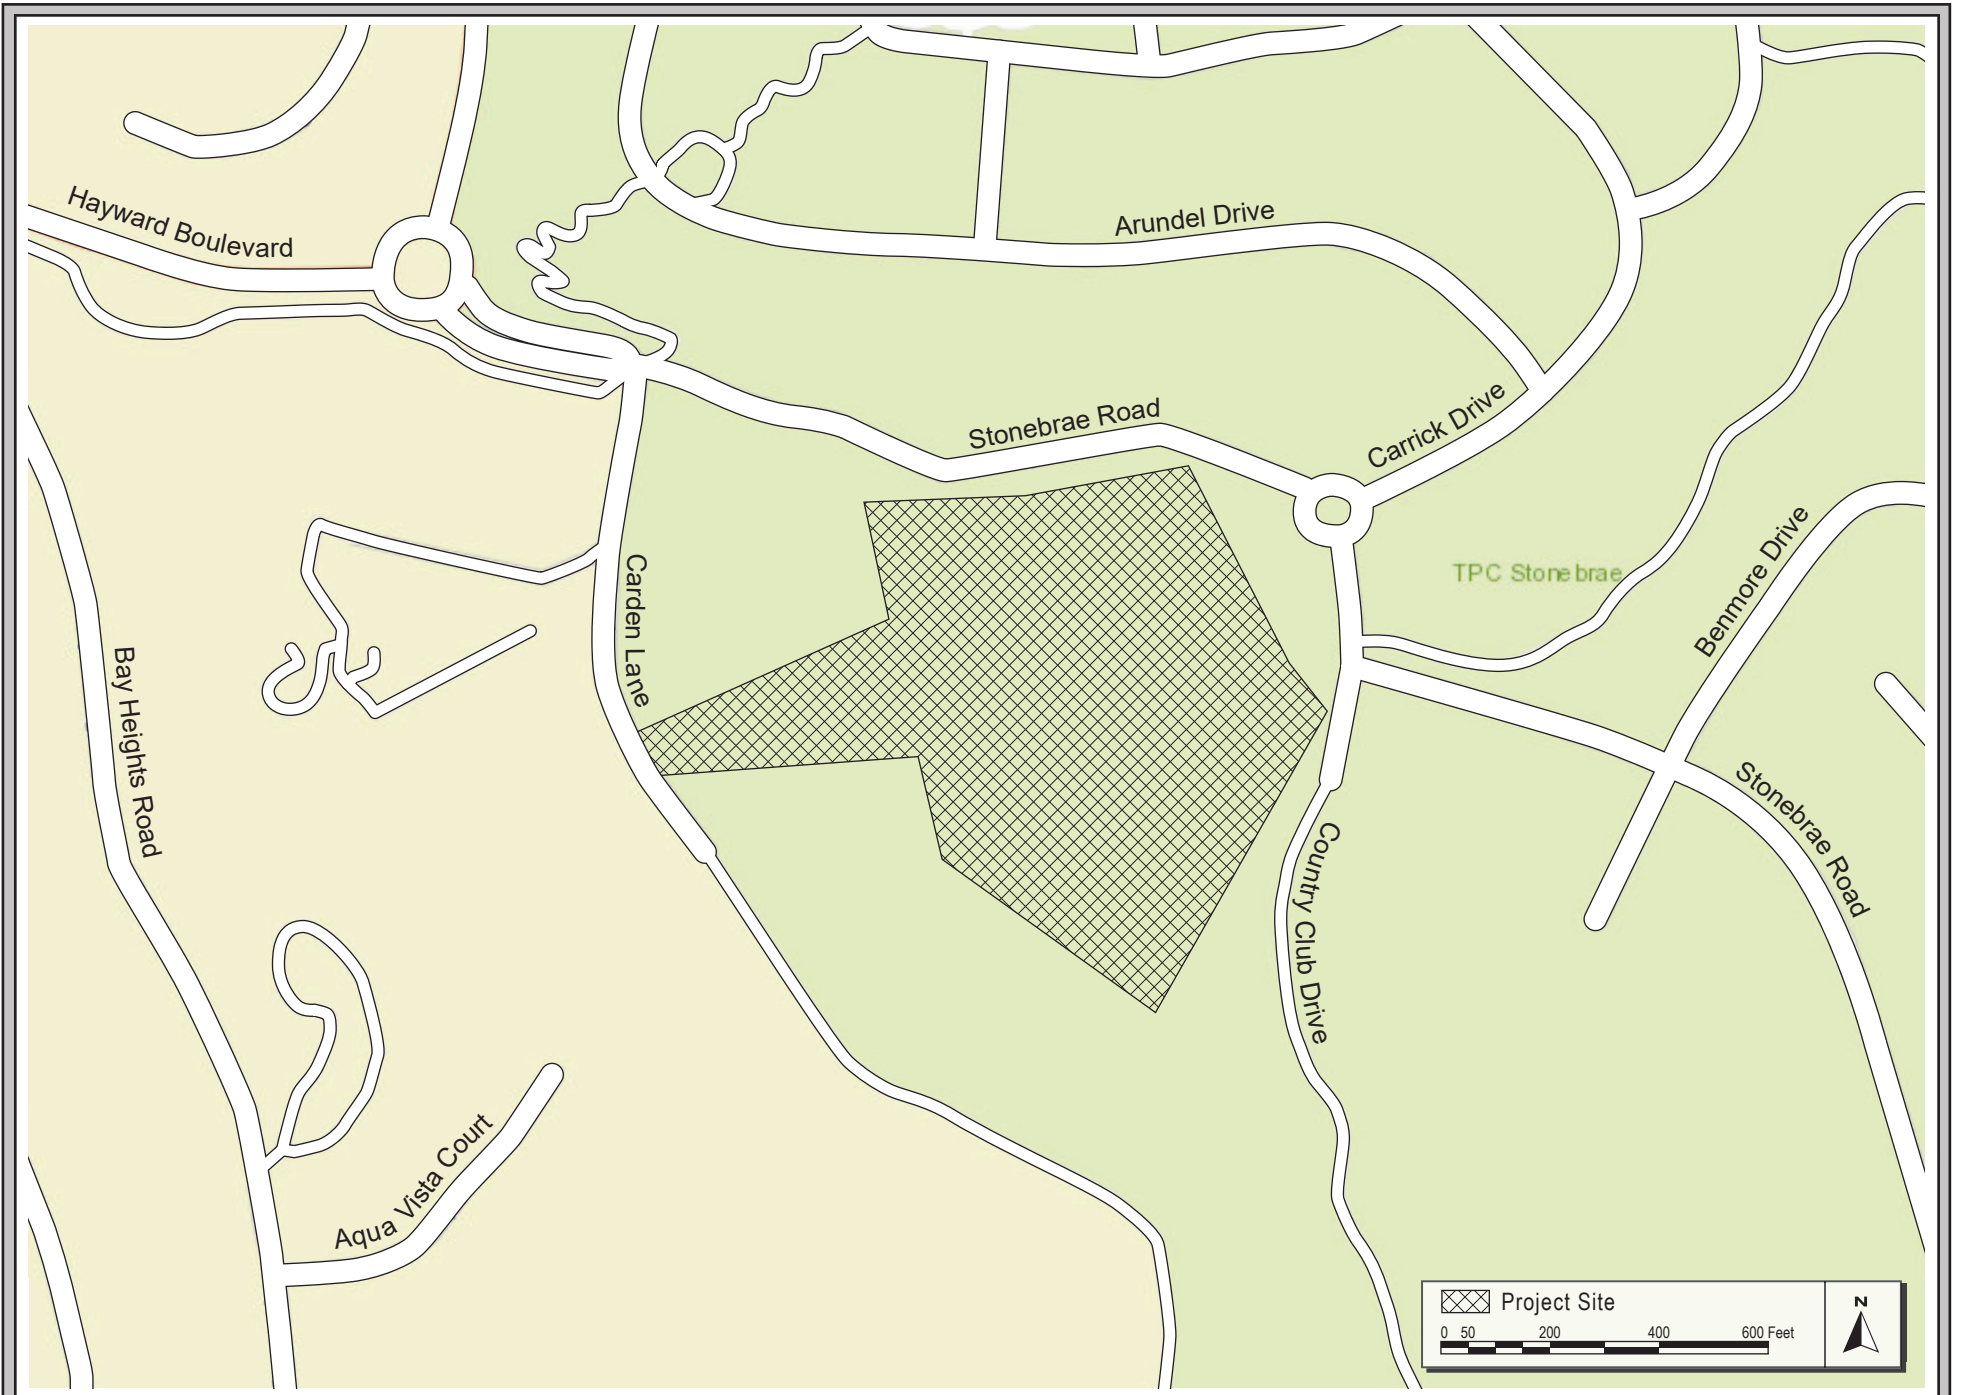 Hayward Boulevard
Arundel Drive
Stonebrae Road
Carrick Drive
Benmore Drive
TPC Stonebrae
Carden Lane
Bay Heights Road
Stonebrae Road
Country Club Drive
Aqua Vista Court
Project Site
0 50 200 400 600 Feet
N